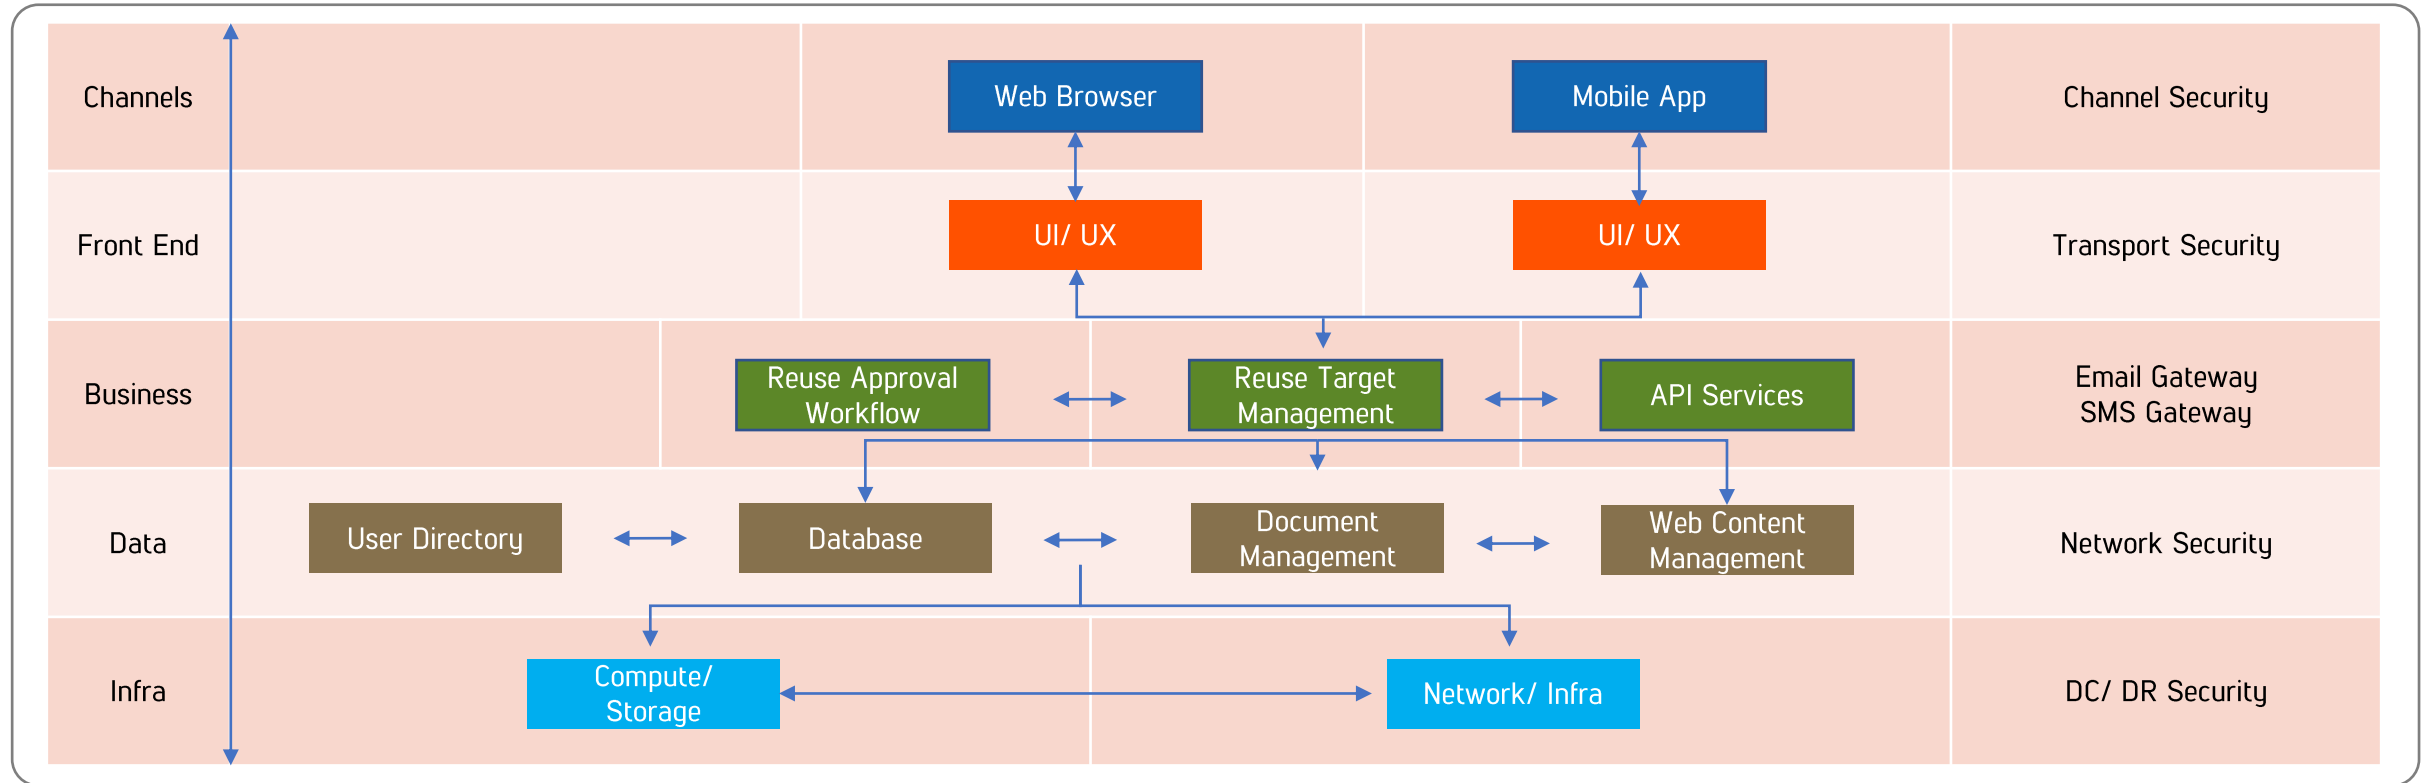 Channels
Web Browser
Mobile App
Channel Security
Front End
UI/ UX
UI/ UX
Transport Security
Business
Reuse Approval
Workflow
Reuse Target
Management
API Services
Email Gateway
SMS Gateway
Data
User Directory
Database
Document
Management
Web Content
Management
Network Security
Infra
Compute/
Storage
Network/ Infra
DC/ DR Security